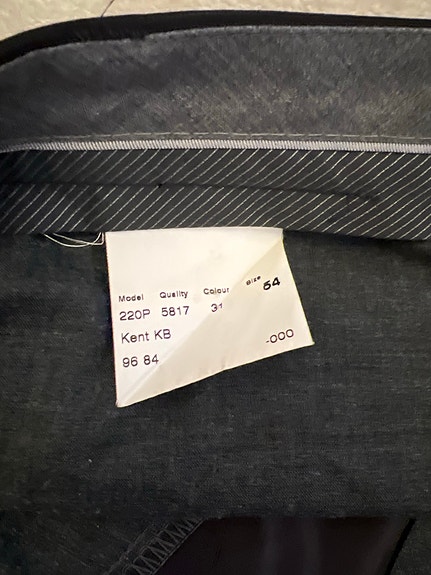 Model Quality Colour Size
220P 5817 31 54
Kent KB
-000
96 84